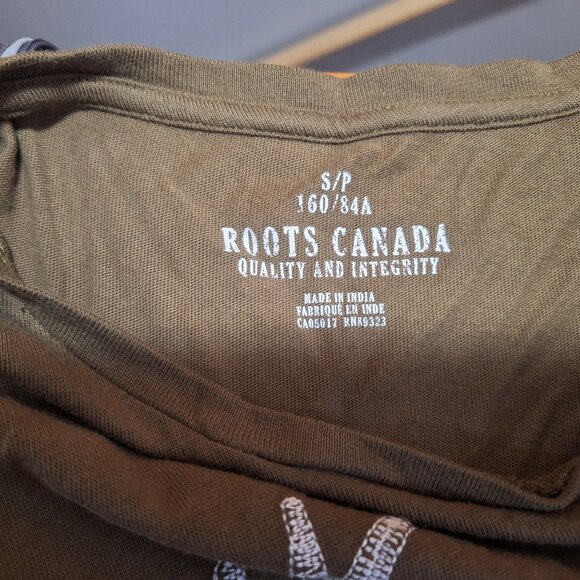 S/P
160/84A
ROOTS CANADA
QUALITY AND INTEGRITY
MADE IN INDIA
FABRIQUÉ EN INDE
CA05017 RN89323